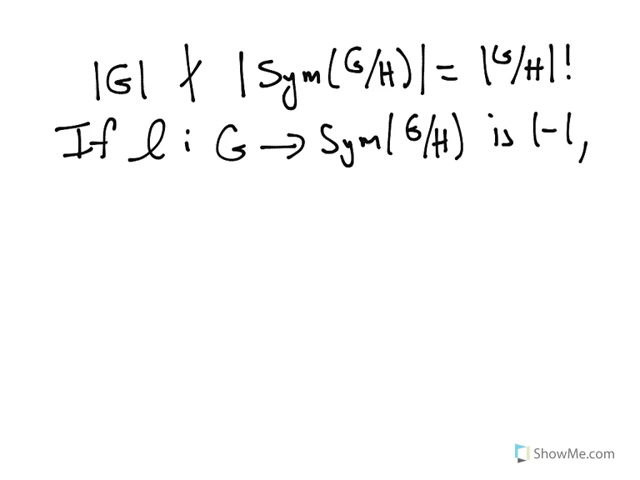 |G| ∤ |Sym(G/H)| = |G/H|!
If l : G → Sym(G/H) is 1-1,
ShowMe.com